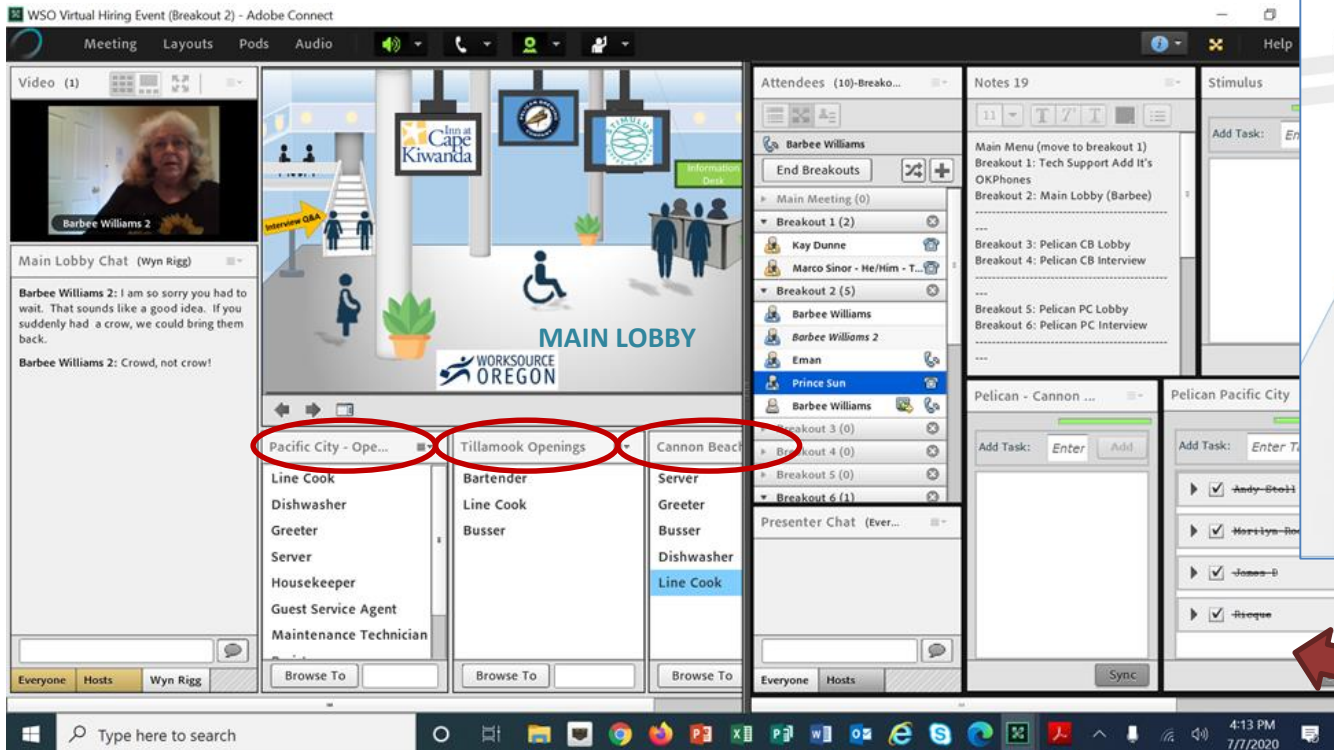 WSO Virtual Hiring Event (Breakout 2) - Adobe Connect
Meeting Layouts Pods Audio Help
Video (1)
Barbee Williams 2
Main Lobby Chat (Wyn Rigg)
Barbee Williams 2: I am so sorry you had to
wait. That sounds like a good idea. If you
suddenly had a crow, we could bring them
back.
Barbee Williams 2: Crowd, not crow!
Everyone Hosts Wyn Rigg
Inn at
Cape
Kiwanda
STIMULUS
Information
Desk
Interview Q&A
MAIN LOBBY
WORKSOURCE
OREGON
Pacific City - Ope...
Line Cook
Dishwasher
Greeter
Server
Housekeeper
Guest Service Agent
Maintenance Technician
Browse To
Tillamook Openings
Bartender
Line Cook
Busser
Browse To
Cannon Beach
Server
Greeter
Busser
Dishwasher
Line Cook
Browse To
Attendees (10)-Breako...
Barbee Williams
End Breakouts
Main Meeting (0)
Breakout 1 (2)
Kay Dunne
Marco Sinor - He/Him - T...
Breakout 2 (5)
Barbee Williams
Barbee Williams 2
Eman
Prince Sun
Barbee Williams
Breakout 3 (0)
Breakout 4 (0)
Breakout 5 (0)
Breakout 6 (1)
Presenter Chat (Ever...
Everyone Hosts
Notes 19
11 T T T
Main Menu (move to breakout 1)
Breakout 1: Tech Support Add It's
OKPhones
Breakout 2: Main Lobby (Barbee)
---
Breakout 3: Pelican CB Lobby
Breakout 4: Pelican CB Interview
---
Breakout 5: Pelican PC Lobby
Breakout 6: Pelican PC Interview
---
Stimulus
Add Task: En
Pelican - Cannon ...
Add Task: Enter Add
Sync
Pelican Pacific City
Add Task: Enter Ta
Andy Stoll
Marilyn Roe
James B
Ricque
Type here to search
4:13 PM
7/7/2020